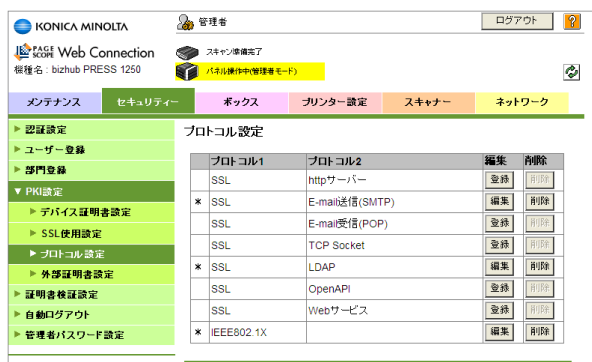 KONICA MINOLTA
管理者
ログアウト
?
PAGE SCOPE Web Connection
スキャン準備完了
機種名 : bizhub PRESS 1250
パネル操作中(管理者モード)
メンテナンス セキュリティー ボックス プリンター設定 スキャナー ネットワーク
認証設定
ユーザー登録
部門登録
PKI設定
デバイス証明書設定
SSL使用設定
プロトコル設定
外部証明書設定
証明書検証設定
自動ログアウト
管理者パスワード設定
プロトコル設定
プロトコル1 プロトコル2 編集 削除
SSL httpサーバー 登録 削除
* SSL E-mail送信(SMTP) 編集 削除
SSL E-mail受信(POP) 登録 削除
SSL TCP Socket 登録 削除
* SSL LDAP 編集 削除
SSL OpenAPI 登録 削除
SSL Webサービス 登録 削除
* IEEE802.1X 編集 削除